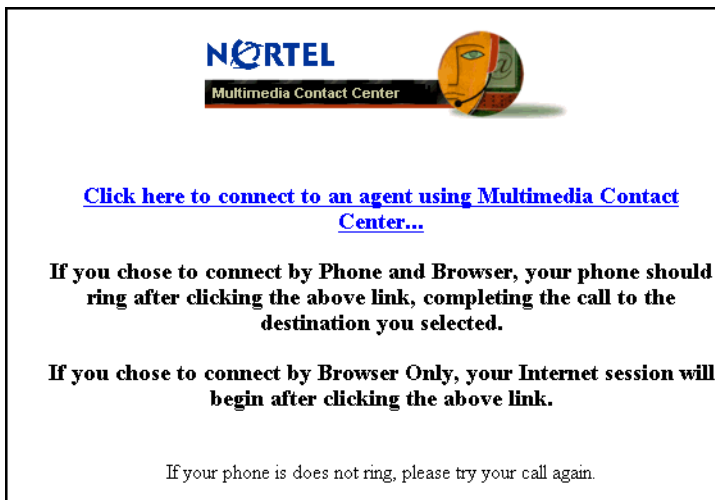 NORTEL
Multimedia Contact Center
Click here to connect to an agent using Multimedia Contact
Center...
If you chose to connect by Phone and Browser, your phone should
ring after clicking the above link, completing the call to the
destination you selected.
If you chose to connect by Browser Only, your Internet session will
begin after clicking the above link.
If your phone is does not ring, please try your call again.